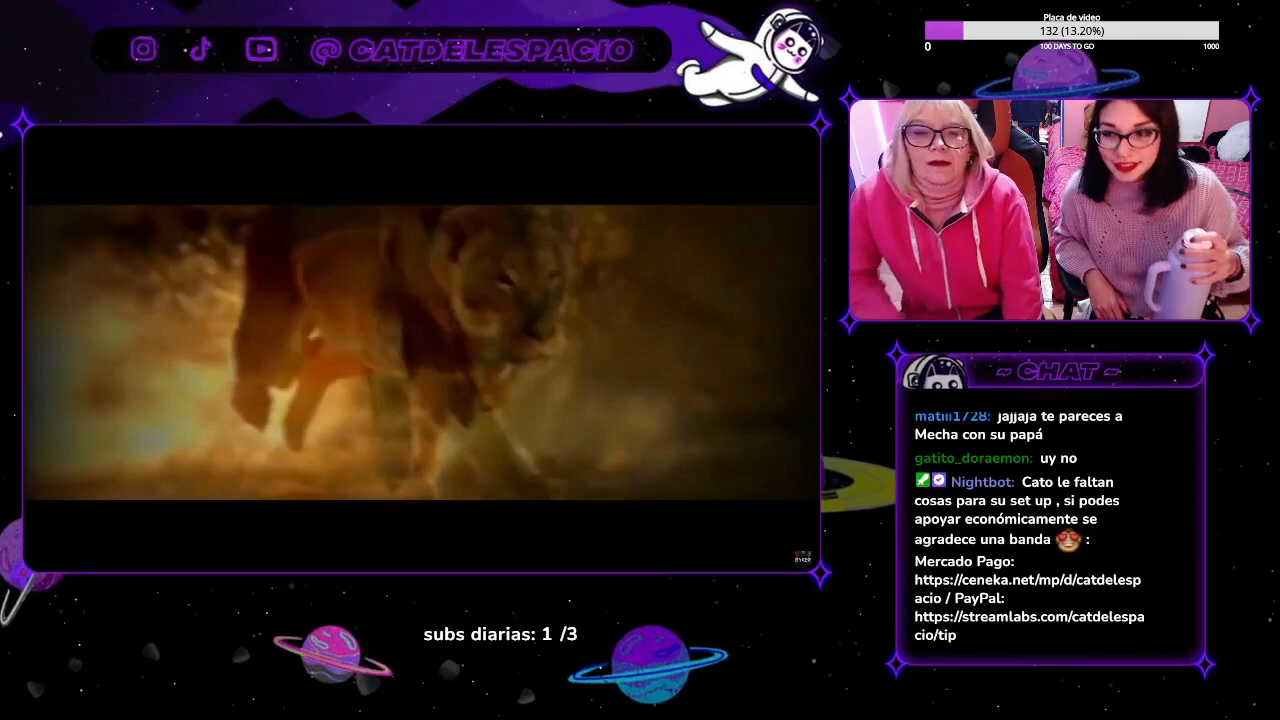 @CATDELESPACIO
Placa de video
132 (13.20%)
0 100 DAYS TO GO 1000
~ CHAT ~
matiii1728: jajjaja te pareces a
Mecha con su papá
gatito_doraemon: uy no
Nightbot: Cato le faltan
cosas para su set up , si podes
apoyar económicamente se
agradece una banda :
Mercado Pago:
https://ceneka.net/mp/d/catdelesp
acio / PayPal:
https://streamlabs.com/catdelespa
cio/tip
subs diarias: 1 /3